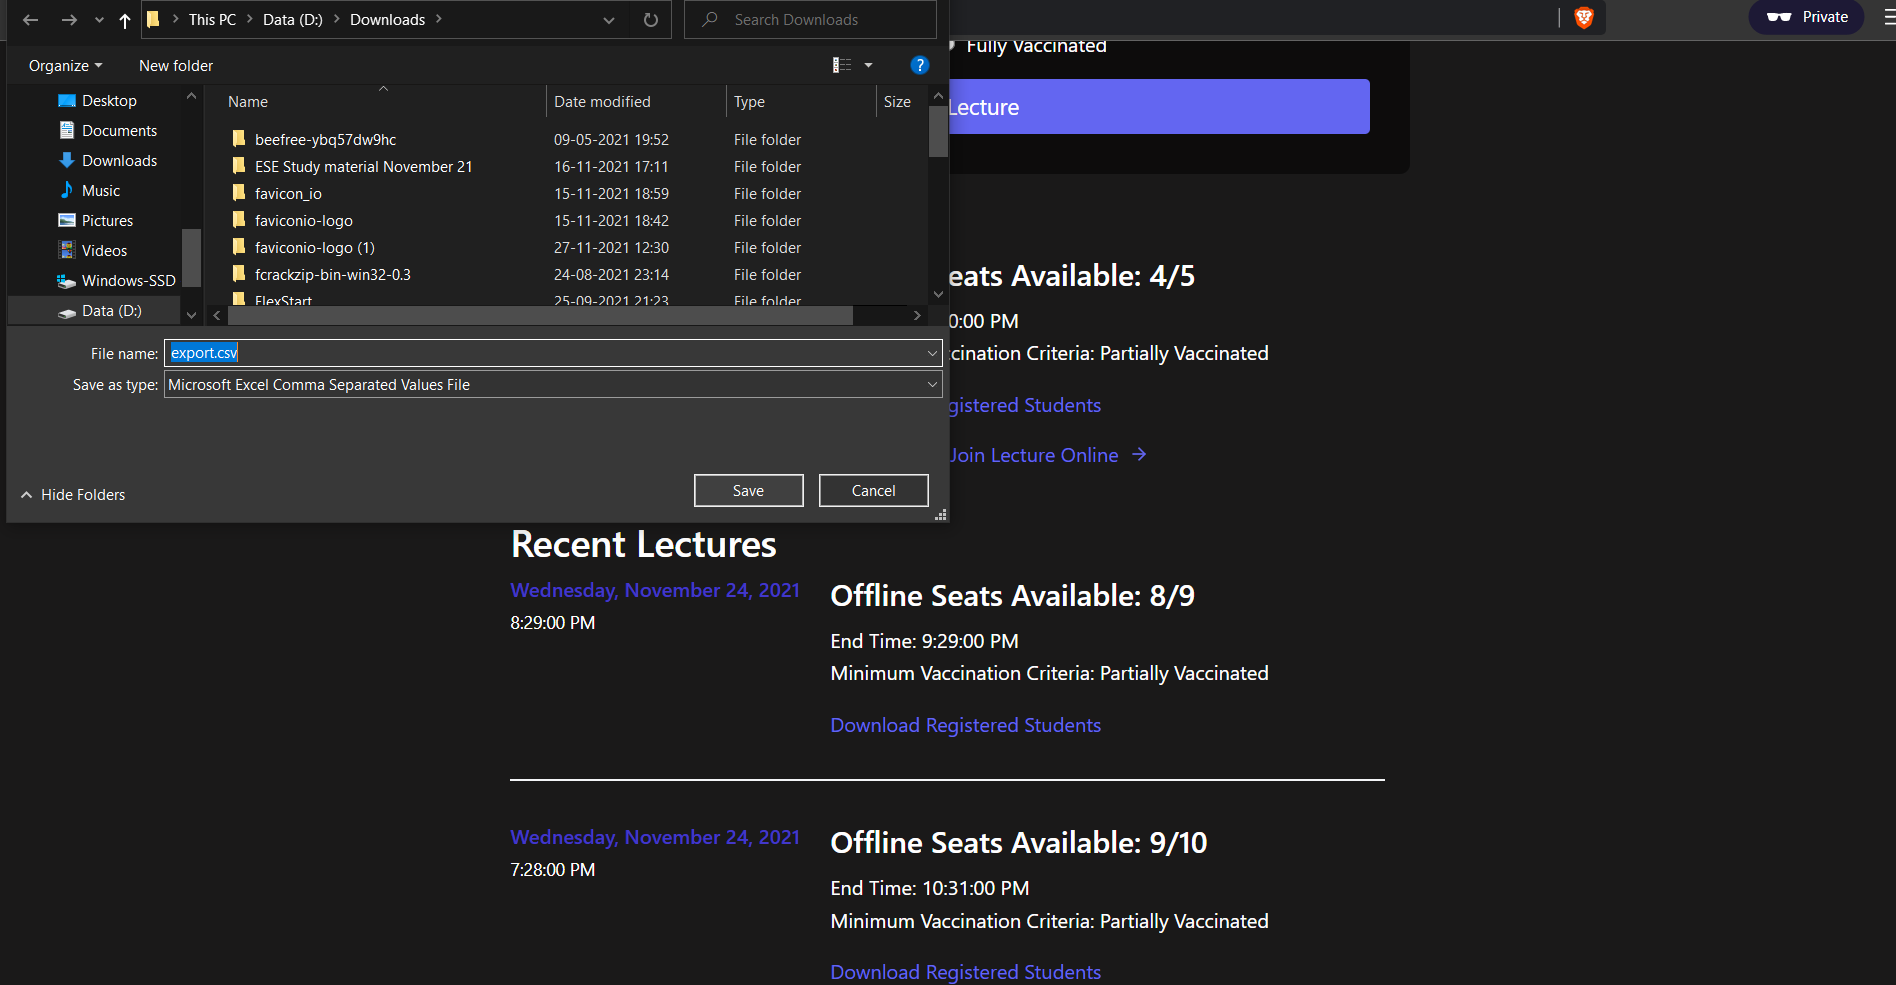 This PC > Data (D:) > Downloads >
Search Downloads
Private
Organize
New folder
?
Fully Vaccinated
Desktop
Documents
Downloads
Music
Pictures
Videos
Windows-SSD
Data (D:)
Name Date modified Type Size
beefree-ybq57dw9hc 09-05-2021 19:52 File folder
ESE Study material November 21 16-11-2021 17:11 File folder
favicon_io 15-11-2021 18:59 File folder
faviconio-logo 15-11-2021 18:42 File folder
faviconio-logo (1) 27-11-2021 12:30 File folder
fcrackzip-bin-win32-0.3 24-08-2021 23:14 File folder
FlexStart 25-09-2021 21:23 File folder
File name: export.csv
Save as type: Microsoft Excel Comma Separated Values File
Hide Folders
Save
Cancel
Lecture
eats Available: 4/5
0:00 PM
cination Criteria: Partially Vaccinated
gistered Students
Join Lecture Online →
Recent Lectures
Wednesday, November 24, 2021
8:29:00 PM
Offline Seats Available: 8/9
End Time: 9:29:00 PM
Minimum Vaccination Criteria: Partially Vaccinated
Download Registered Students
Wednesday, November 24, 2021
7:28:00 PM
Offline Seats Available: 9/10
End Time: 10:31:00 PM
Minimum Vaccination Criteria: Partially Vaccinated
Download Registered Students